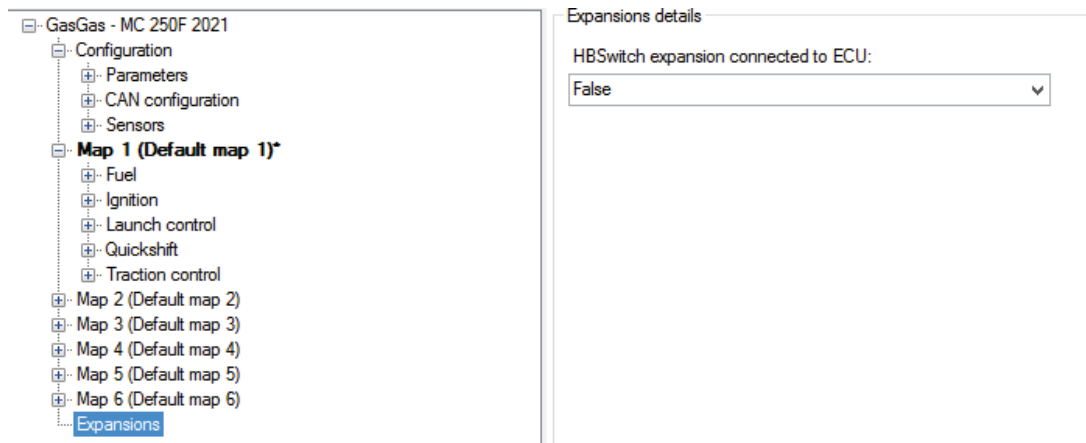 GasGas - MC 250F 2021
Configuration
Parameters
CAN configuration
Sensors
Map 1 (Default map 1)*
Fuel
Ignition
Launch control
Quickshift
Traction control
Map 2 (Default map 2)
Map 3 (Default map 3)
Map 4 (Default map 4)
Map 5 (Default map 5)
Map 6 (Default map 6)
Expansions
Expansions details
HBSwitch expansion connected to ECU:
False